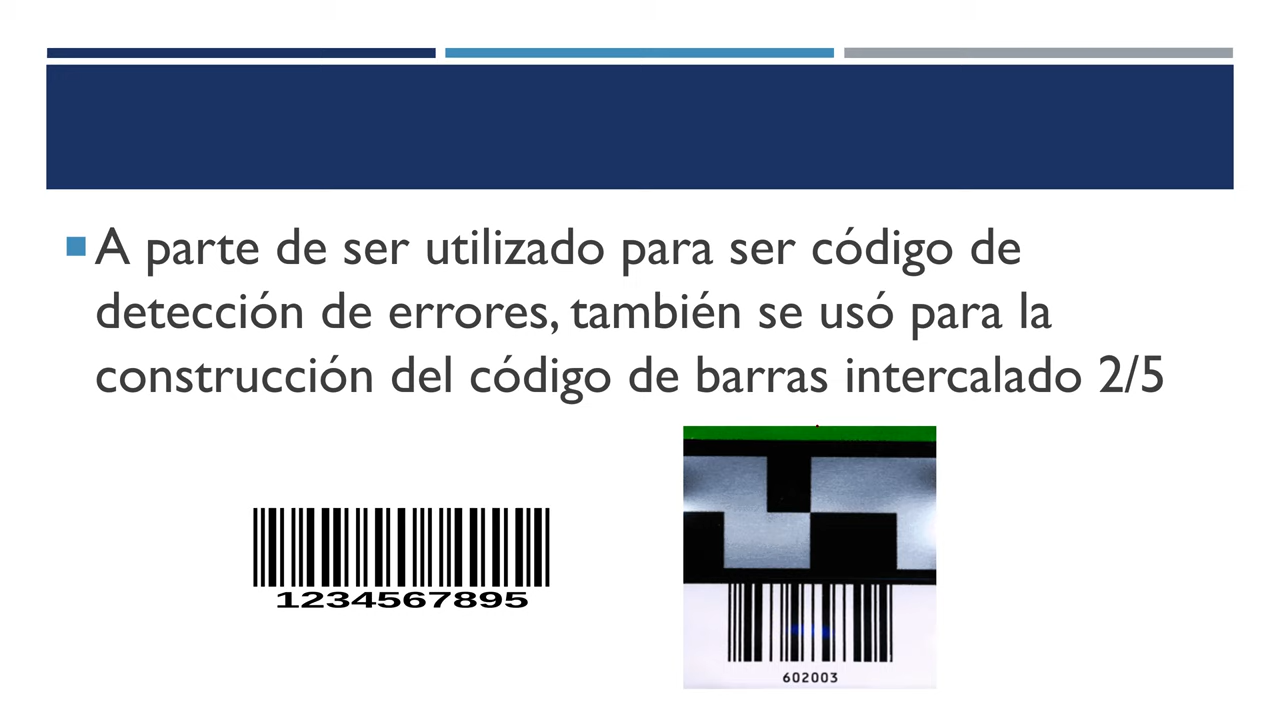 A parte de ser utilizado para ser código de
detección de errores, también se usó para la
construcción del código de barras intercalado 2/5
1234567895
602003